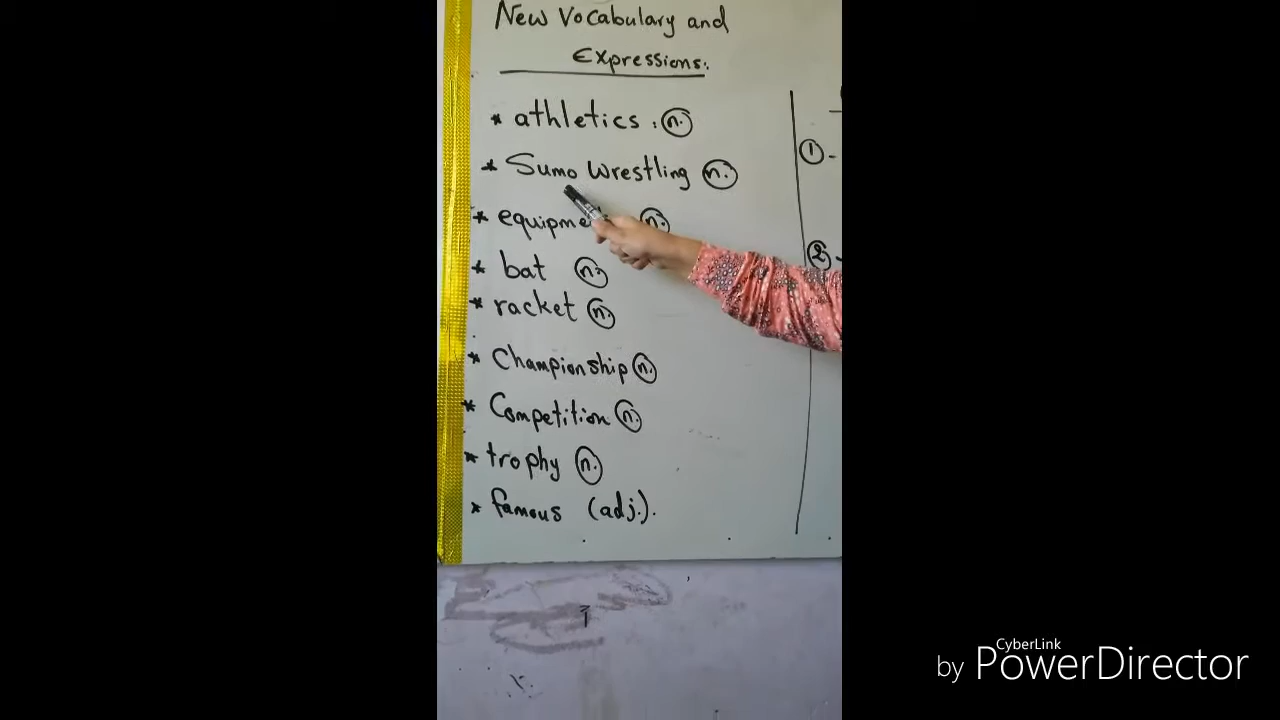 New Vocabulary and
Expressions:
* athletics : n.
* Sumo Wrestling n.
* n.
* bat n.
* racket n.
* Championship n.
* Competition n.
* trophy n.
* famous (adj.).
1 -
2 -
CyberLink
by PowerDirector